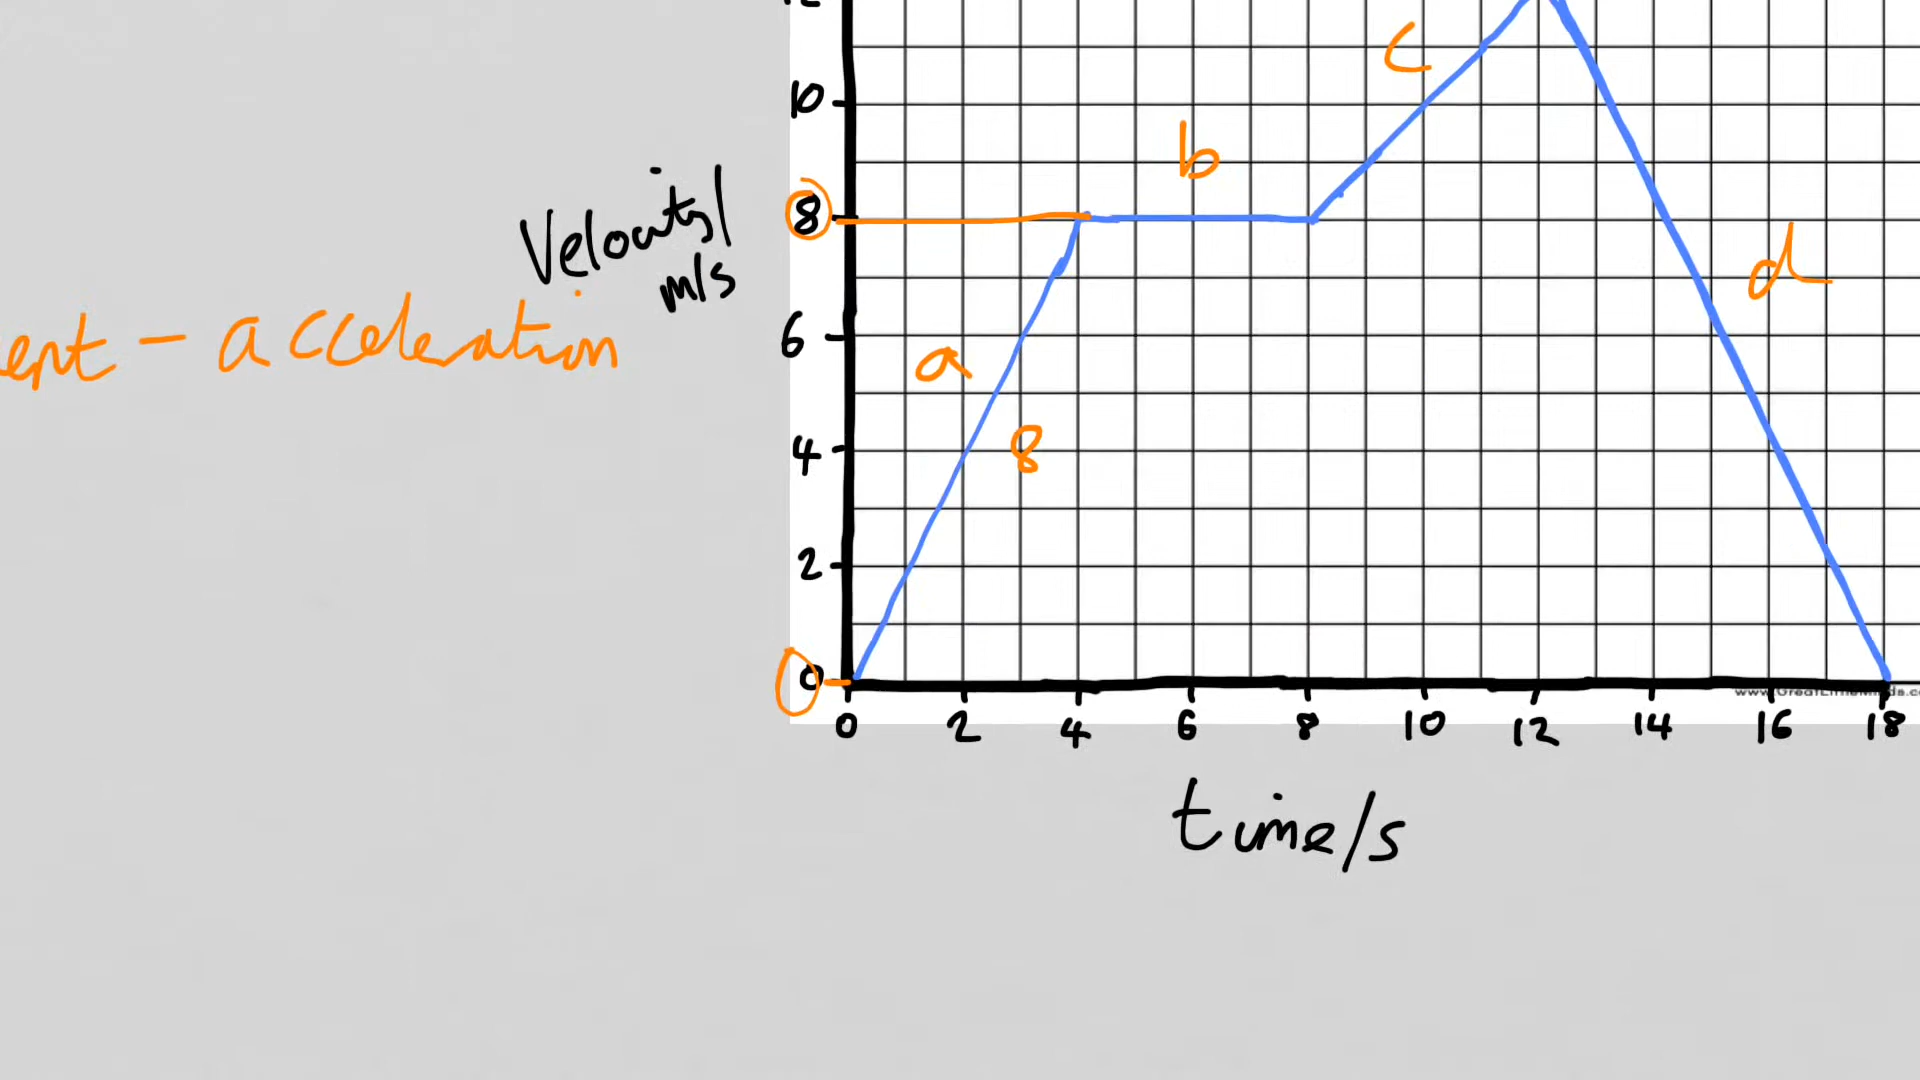 12
c
10
b
Velocity/
m/s
8
d
ent - acceleration
6
a
8
4
2
0
0 2 4 6 8 10 12 14 16 18
time/s